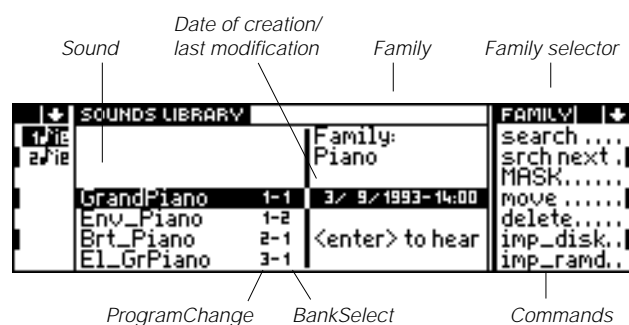 Date of creation/
last modification
Sound
Family
Family selector
SOUNDS LIBRARY
FAMILY
Family:
Piano
GrandPiano 1-1
3/ 9/1993-14:00
Env_Piano 1-2
Brt_Piano 2-1
El_GrPiano 3-1
<enter> to hear
search ....
srch next .
MASK......
move ......
delete.....
imp_disk..
imp_ramd..
ProgramChange
BankSelect
Commands